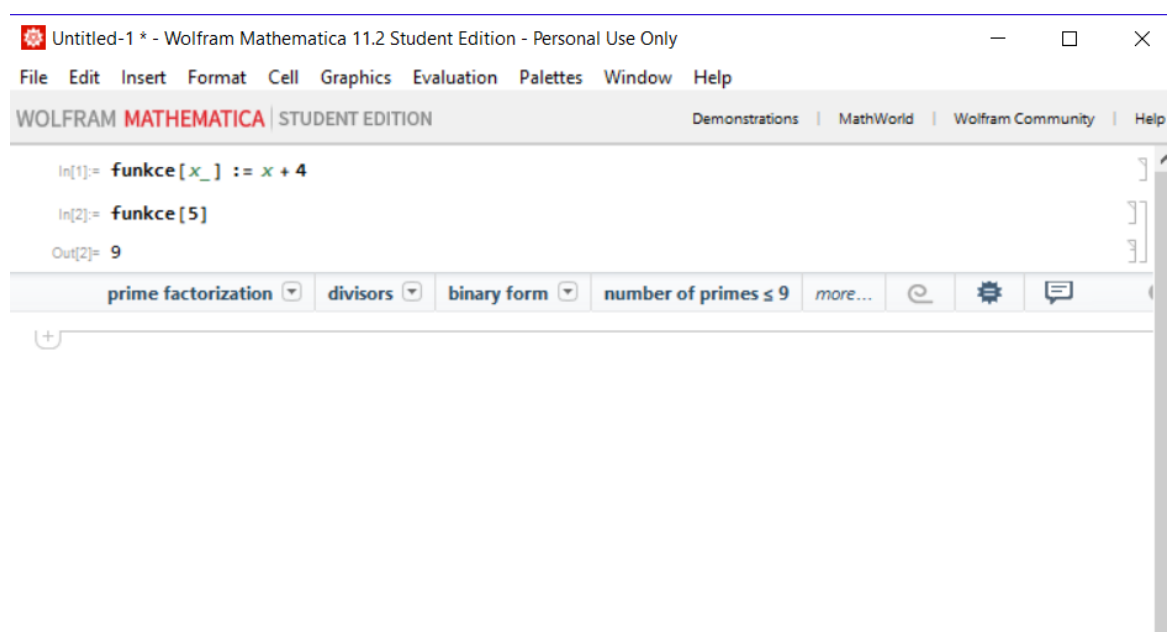 Untitled-1 * - Wolfram Mathematica 11.2 Student Edition - Personal Use Only
File Edit Insert Format Cell Graphics Evaluation Palettes Window Help
WOLFRAM MATHEMATICA STUDENT EDITION Demonstrations | MathWorld | Wolfram Community | Help
In[1]:= funkce[x_] := x + 4
In[2]:= funkce[5]
Out[2]= 9
prime factorization divisors binary form number of primes ≤ 9 more...